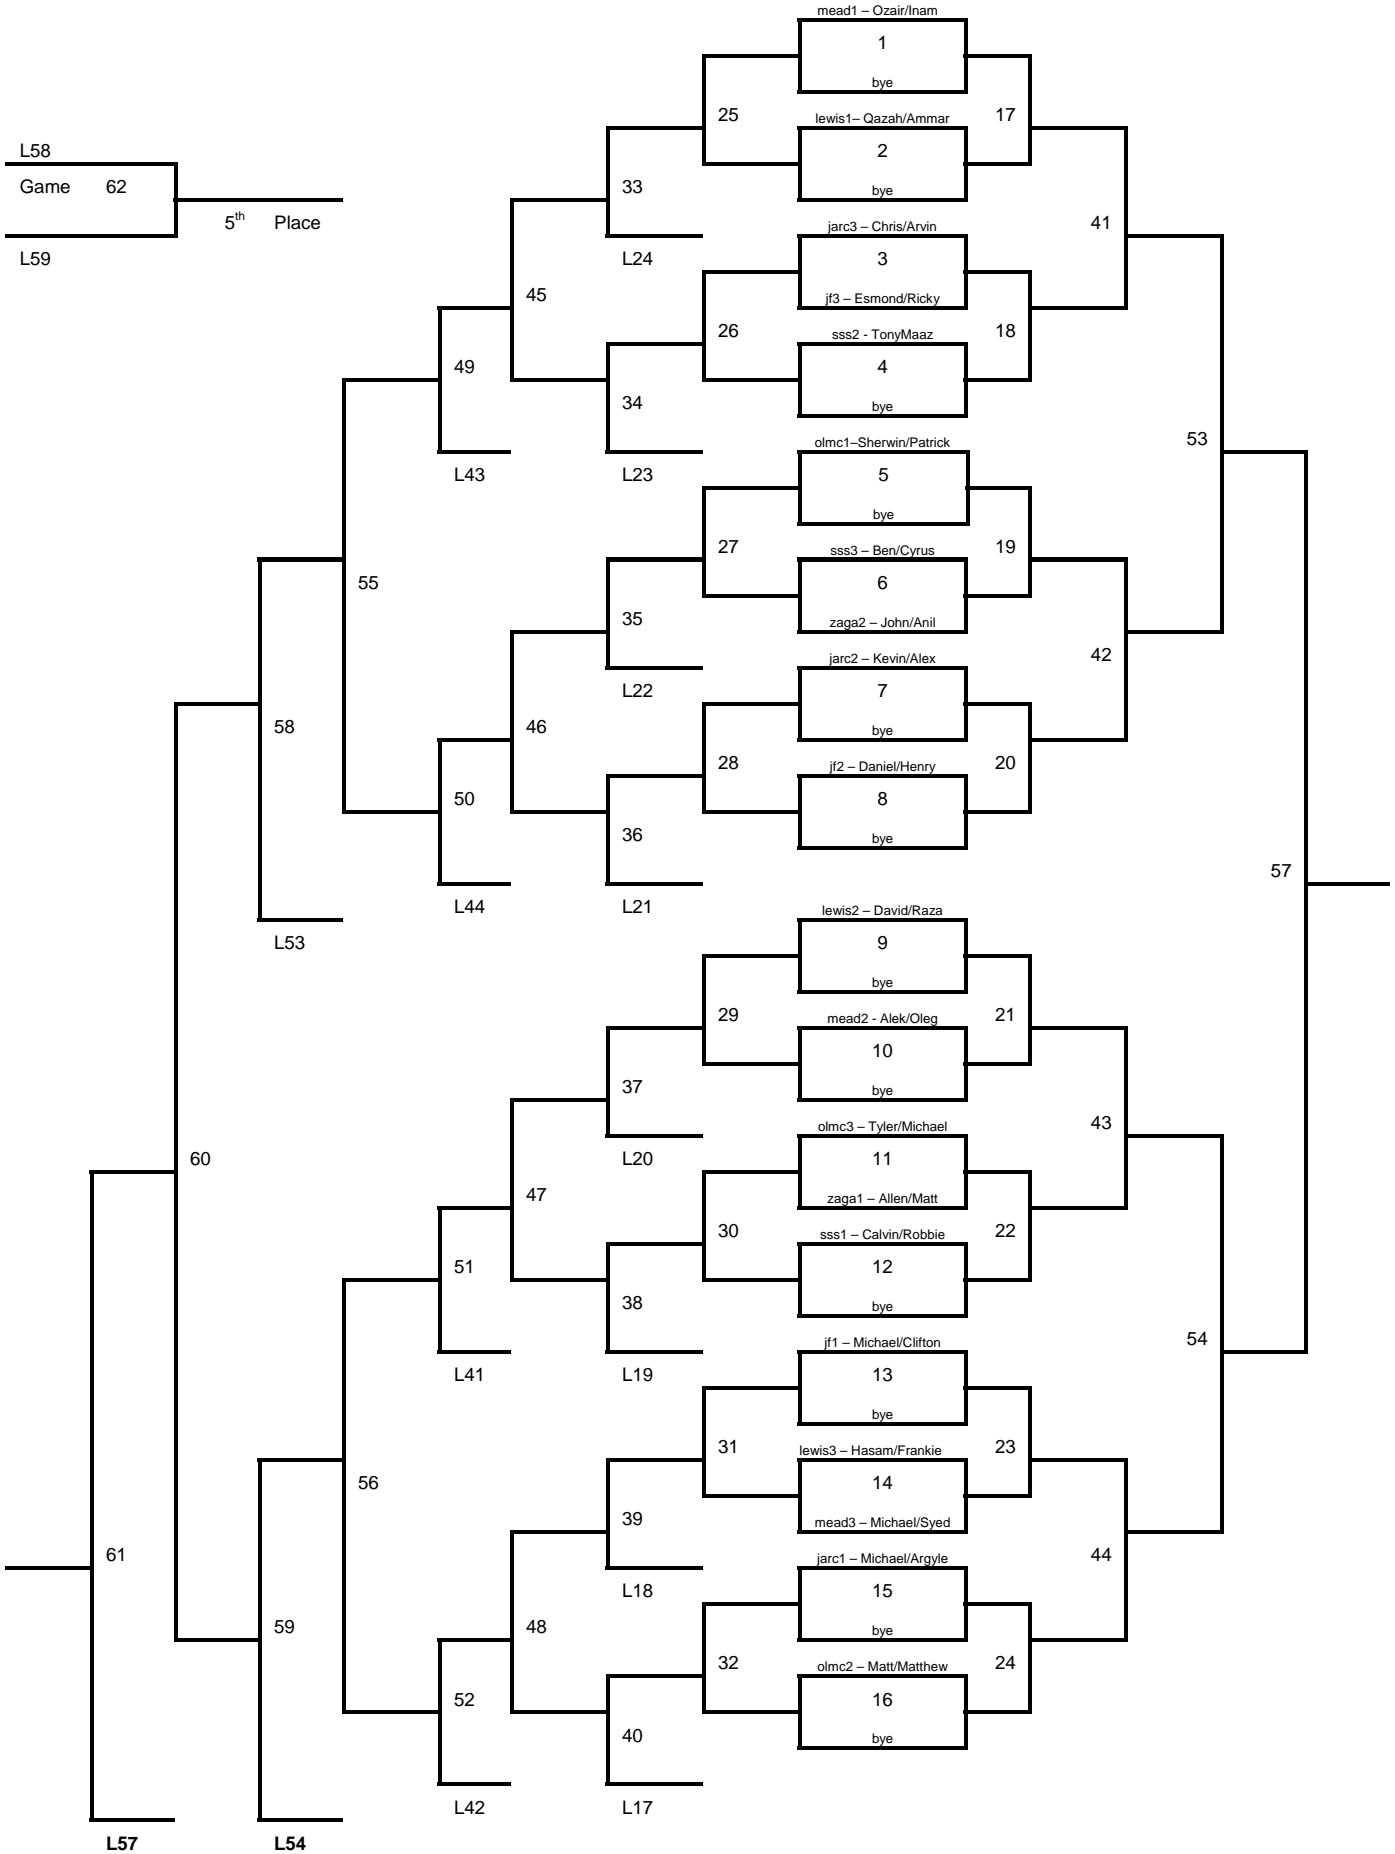 mead1 – Ozair/Inam
1
bye
25
17
lewis1– Qazah/Ammar
L58
2
Game 62
33
bye
5th Place
41
jarc3 – Chris/Arvin
L59
L24
3
45
jf3 – Esmond/Ricky
26
18
sss2 - TonyMaaz
49
4
34
bye
53
olmc1–Sherwin/Patrick
L43
L23
5
bye
27
19
sss3 – Ben/Cyrus
55
6
35
zaga2 – John/Anil
42
jarc2 – Kevin/Alex
L22
7
58
46
bye
28
20
jf2 – Daniel/Henry
50
8
36
bye
57
L44
L21
lewis2 – David/Raza
L53
9
bye
29
21
mead2 - Alek/Oleg
10
37
bye
43
olmc3 – Tyler/Michael
60
L20
11
47
zaga1 – Allen/Matt
30
22
sss1 – Calvin/Robbie
51
12
38
bye
54
jf1 – Michael/Clifton
L41
L19
13
bye
31
23
lewis3 – Hasam/Frankie
56
14
39
mead3 – Michael/Syed
61
44
jarc1 – Michael/Argyle
L18
15
59
48
bye
32
24
olmc2 – Matt/Matthew
52
16
40
bye
L42
L17
L57
L54